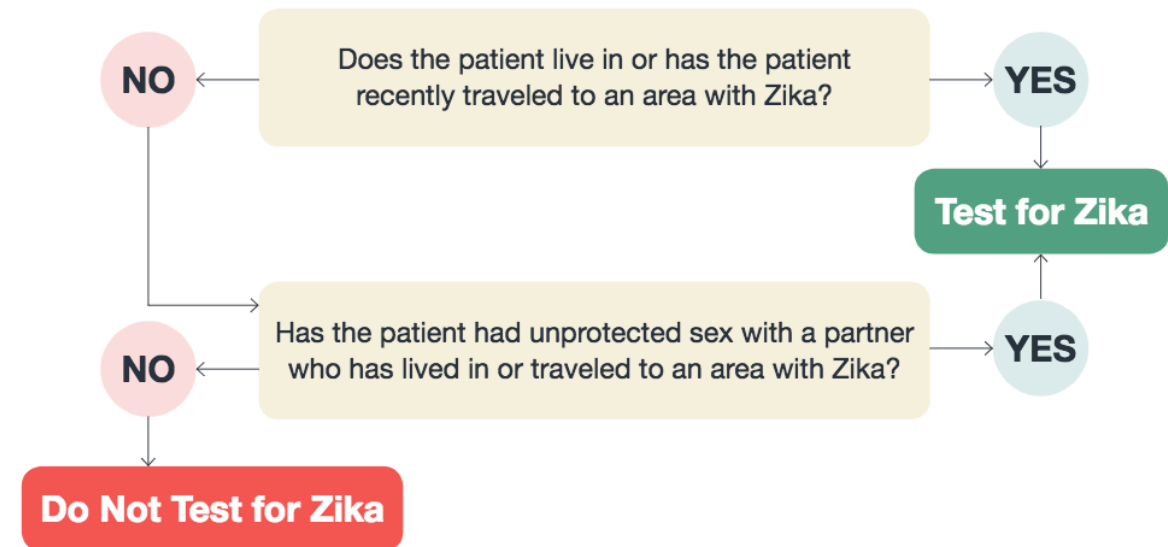 Does the patient live in or has the patient
recently traveled to an area with Zika?
NO
YES
Test for Zika
Has the patient had unprotected sex with a partner
who has lived in or traveled to an area with Zika?
NO
YES
Do Not Test for Zika